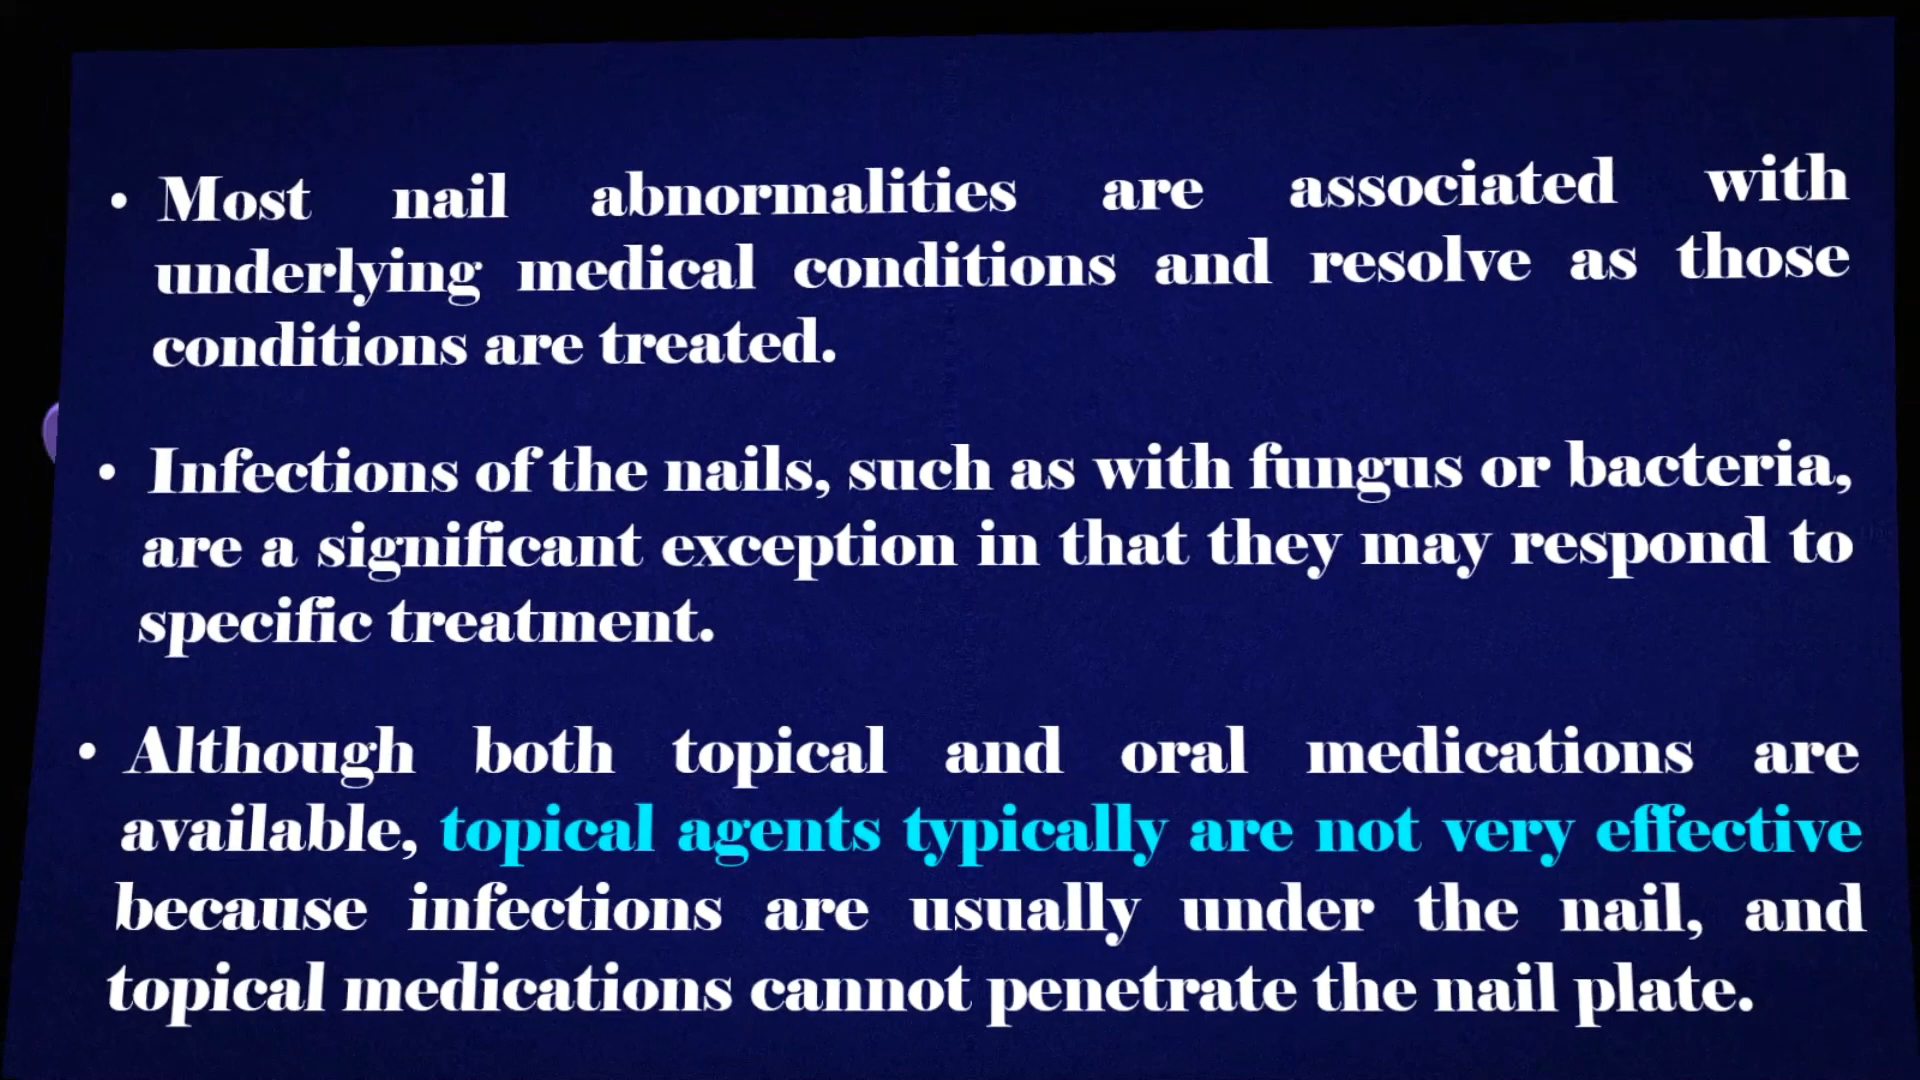 • Most nail abnormalities are associated with
underlying medical conditions and resolve as those
conditions are treated.
• Infections of the nails, such as with fungus or bacteria,
are a significant exception in that they may respond to
specific treatment.
• Although both topical and oral medications are
available, topical agents typically are not very effective
because infections are usually under the nail, and
topical medications cannot penetrate the nail plate.